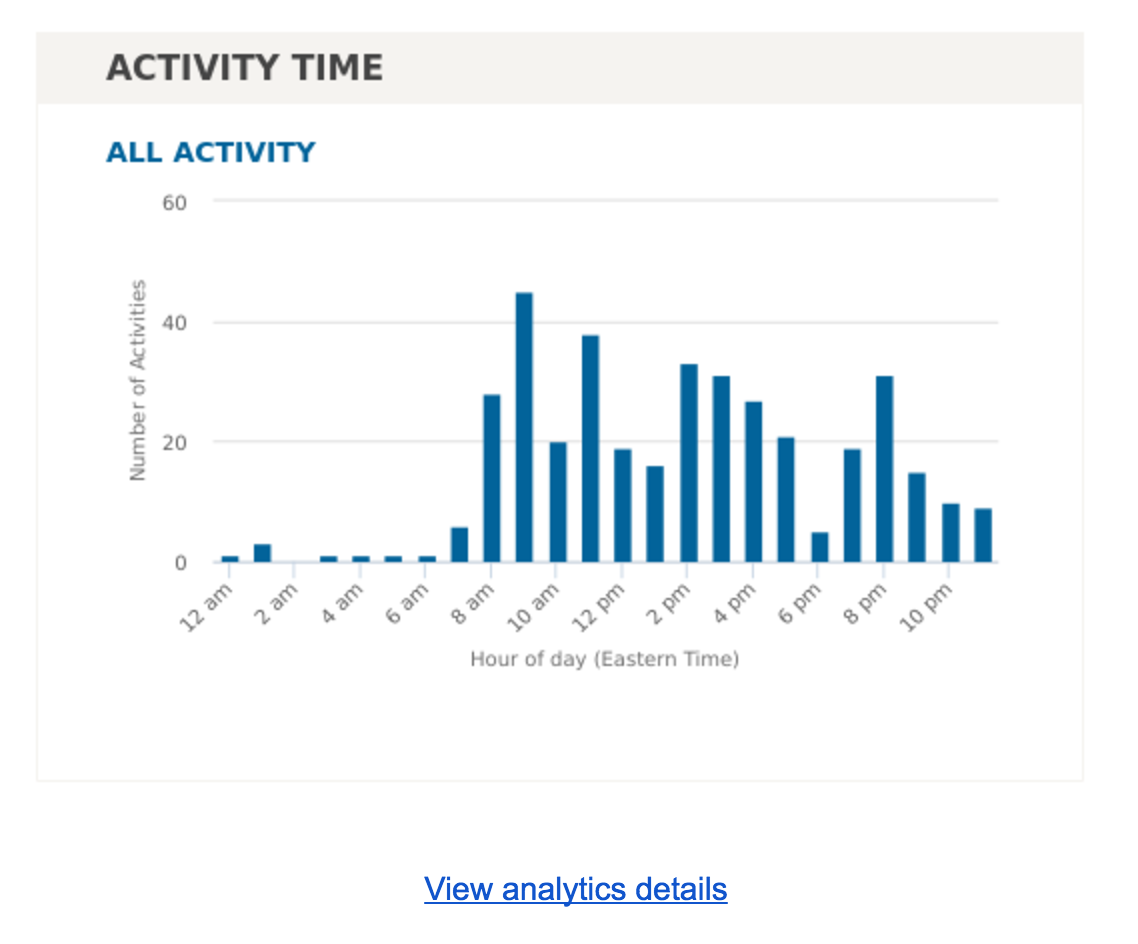 ACTIVITY TIME
ALL ACTIVITY
60
40
20
0
Number of Activities
12 am
2 am
4 am
6 am
8 am
10 am
12 pm
2 pm
4 pm
6 pm
8 pm
10 pm
Hour of day (Eastern Time)
View analytics details